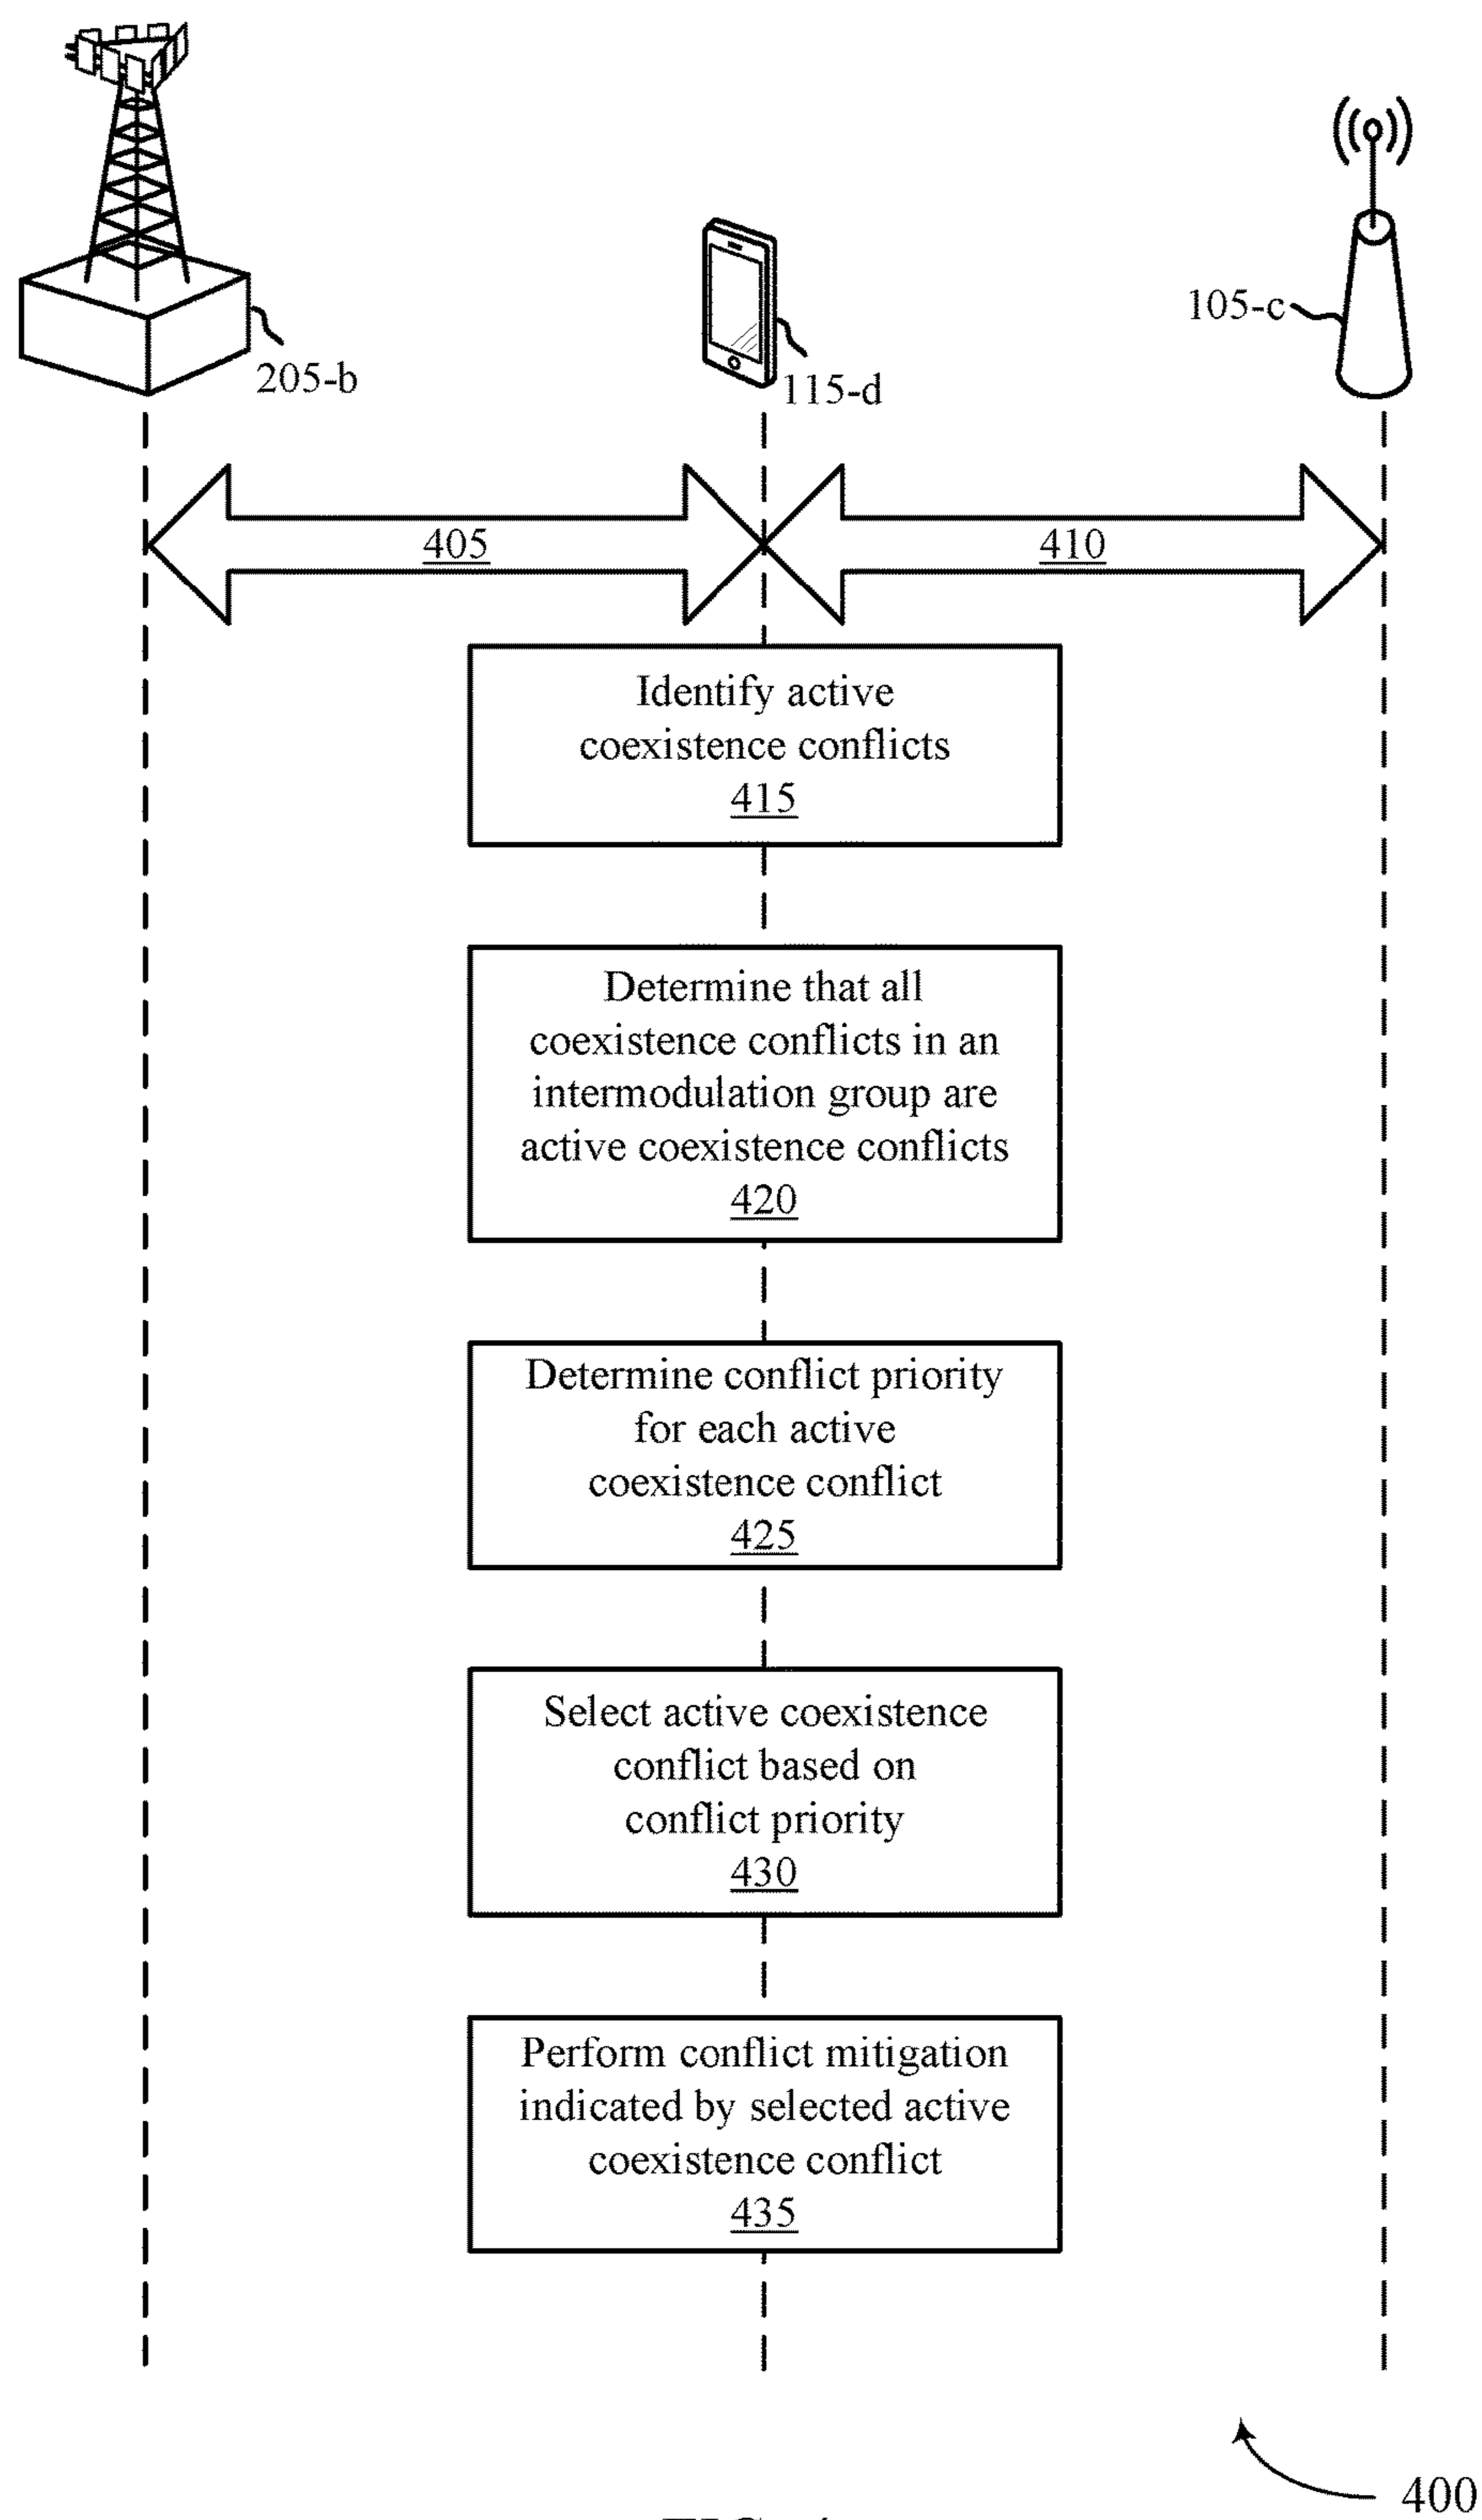 205-b
115-d
105-c
405
410
Identify active
coexistence conflicts
415
Determine that all
coexistence conflicts in an
intermodulation group are
active coexistence conflicts
420
Determine conflict priority
for each active
coexistence conflict
425
Select active coexistence
conflict based on
conflict priority
430
Perform conflict mitigation
indicated by selected active
coexistence conflict
435
400